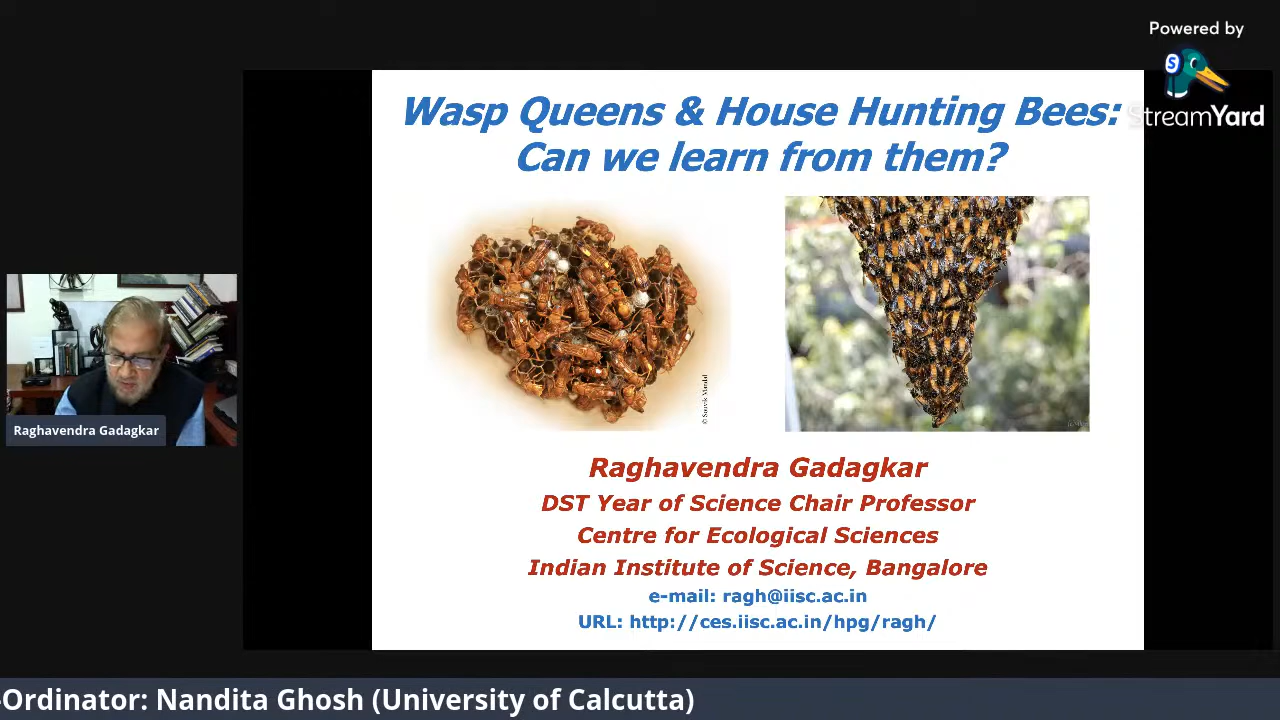 Powered by
S
StreamYard
Wasp Queens & House Hunting Bees:
Can we learn from them?
© Souvik Mandal
Raghavendra Gadagkar
Raghavendra Gadagkar
DST Year of Science Chair Professor
Centre for Ecological Sciences
Indian Institute of Science, Bangalore
e-mail: ragh@iisc.ac.in
URL: http://ces.iisc.ac.in/hpg/ragh/
-Ordinator: Nandita Ghosh (University of Calcutta)